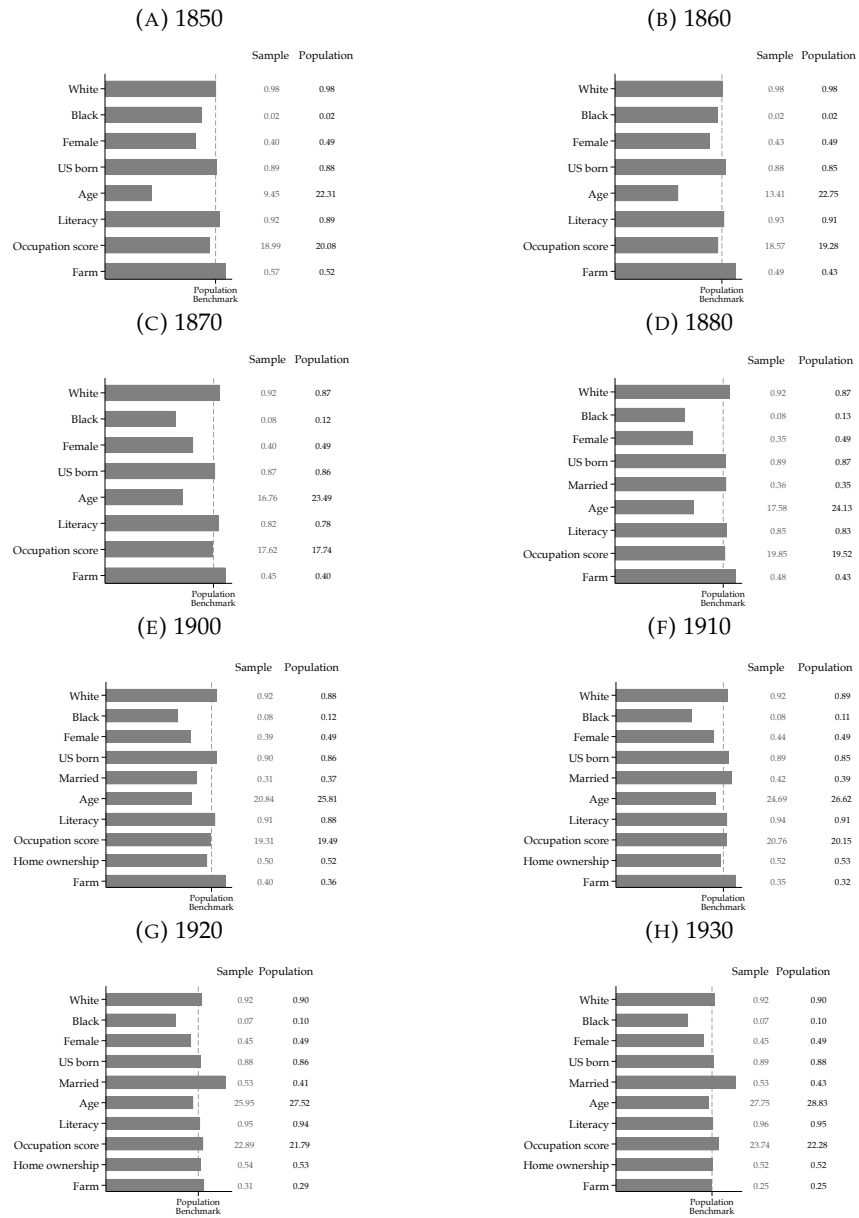 (A) 1850
Sample Population
White 0.98 0.98
Black 0.02 0.02
Female 0.40 0.49
US born 0.89 0.88
Age 9.45 22.31
Literacy 0.92 0.89
Occupation score 18.99 20.08
Farm 0.57 0.52
Population
Benchmark
(B) 1860
Sample Population
White 0.98 0.98
Black 0.02 0.02
Female 0.43 0.49
US born 0.88 0.85
Age 13.41 22.75
Literacy 0.93 0.91
Occupation score 18.57 19.28
Farm 0.49 0.43
Population
Benchmark
(C) 1870
Sample Population
White 0.92 0.87
Black 0.08 0.12
Female 0.40 0.49
US born 0.87 0.86
Age 16.76 23.49
Literacy 0.82 0.78
Occupation score 17.62 17.74
Farm 0.45 0.40
Population
Benchmark
(D) 1880
Sample Population
White 0.92 0.87
Black 0.08 0.13
Female 0.35 0.49
US born 0.89 0.87
Married 0.36 0.35
Age 17.58 24.13
Literacy 0.85 0.83
Occupation score 19.85 19.52
Farm 0.48 0.43
Population
Benchmark
(E) 1900
Sample Population
White 0.92 0.88
Black 0.08 0.12
Female 0.39 0.49
US born 0.90 0.86
Married 0.31 0.37
Age 20.84 25.81
Literacy 0.91 0.88
Occupation score 19.31 19.49
Home ownership 0.50 0.52
Farm 0.40 0.36
Population
Benchmark
(F) 1910
Sample Population
White 0.92 0.89
Black 0.08 0.11
Female 0.44 0.49
US born 0.89 0.85
Married 0.42 0.39
Age 24.69 26.62
Literacy 0.94 0.91
Occupation score 20.76 20.15
Home ownership 0.52 0.53
Farm 0.35 0.32
Population
Benchmark
(G) 1920
Sample Population
White 0.92 0.90
Black 0.07 0.10
Female 0.45 0.49
US born 0.88 0.86
Married 0.53 0.41
Age 25.95 27.52
Literacy 0.95 0.94
Occupation score 22.89 21.79
Home ownership 0.54 0.53
Farm 0.31 0.29
Population
Benchmark
(H) 1930
Sample Population
White 0.92 0.90
Black 0.07 0.10
Female 0.45 0.49
US born 0.89 0.88
Married 0.53 0.43
Age 27.75 28.83
Literacy 0.96 0.95
Occupation score 23.74 22.28
Home ownership 0.52 0.52
Farm 0.25 0.25
Population
Benchmark